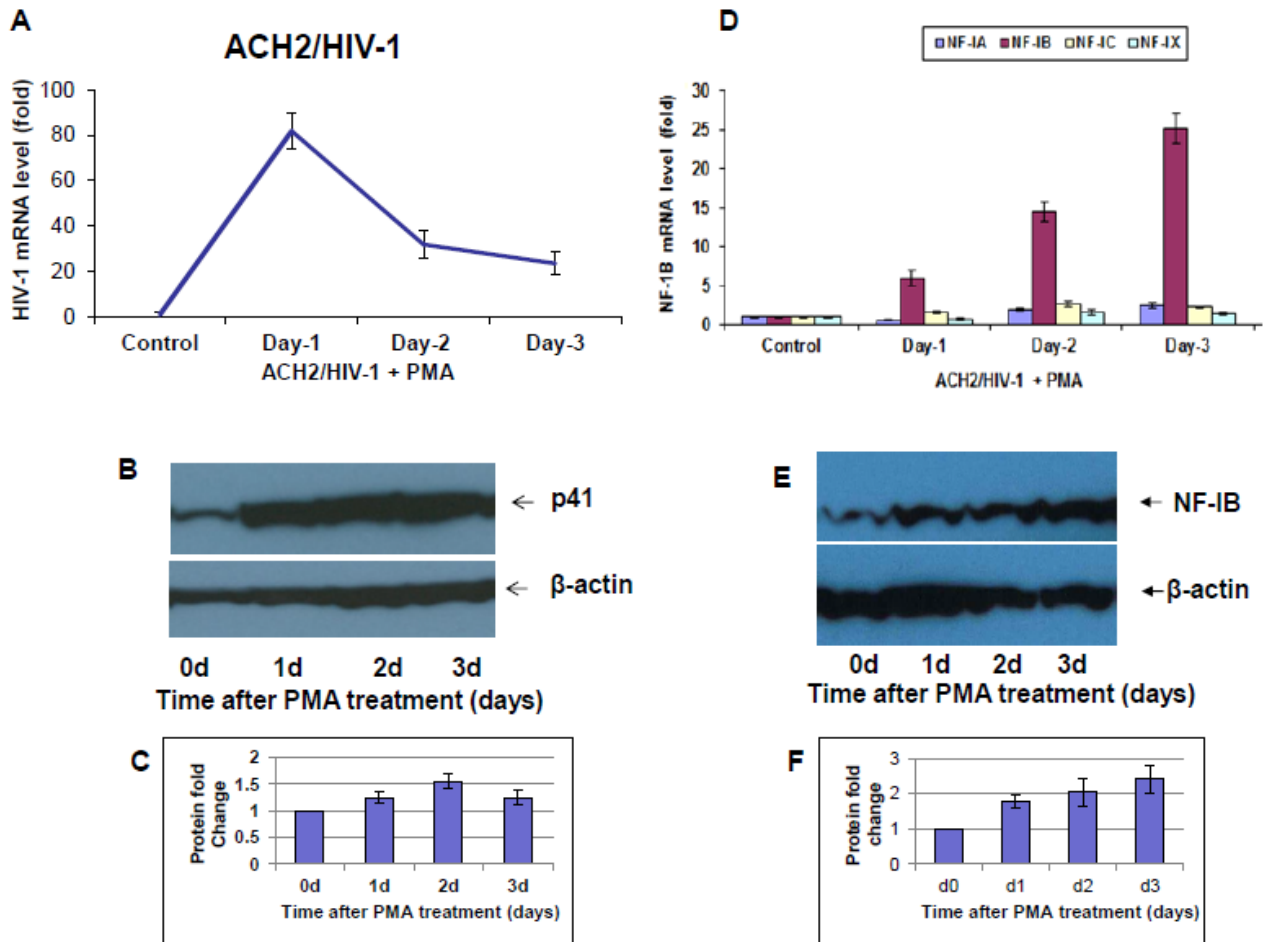 A
ACH2/HIV-1
HIV-1 mRNA level (fold)
100
80
60
40
20
0
Control Day-1 Day-2 Day-3
ACH2/HIV-1 + PMA
B
p41
β-actin
0d 1d 2d 3d
Time after PMA treatment (days)
C
Protein fold
Change
2
1.5
1
0.5
0
0d 1d 2d 3d
Time after PMA treatment (days)
D
NF-IA NF-IB NF-IC NF-IX
NF-1B mRNA level (fold)
30
25
20
15
10
5
0
Control Day-1 Day-2 Day-3
ACH2/HIV-1 + PMA
E
NF-IB
β-actin
0d 1d 2d 3d
Time after PMA treatment (days)
F
Protein fold
change
3
2
1
0
d0 d1 d2 d3
Time after PMA treatment (days)